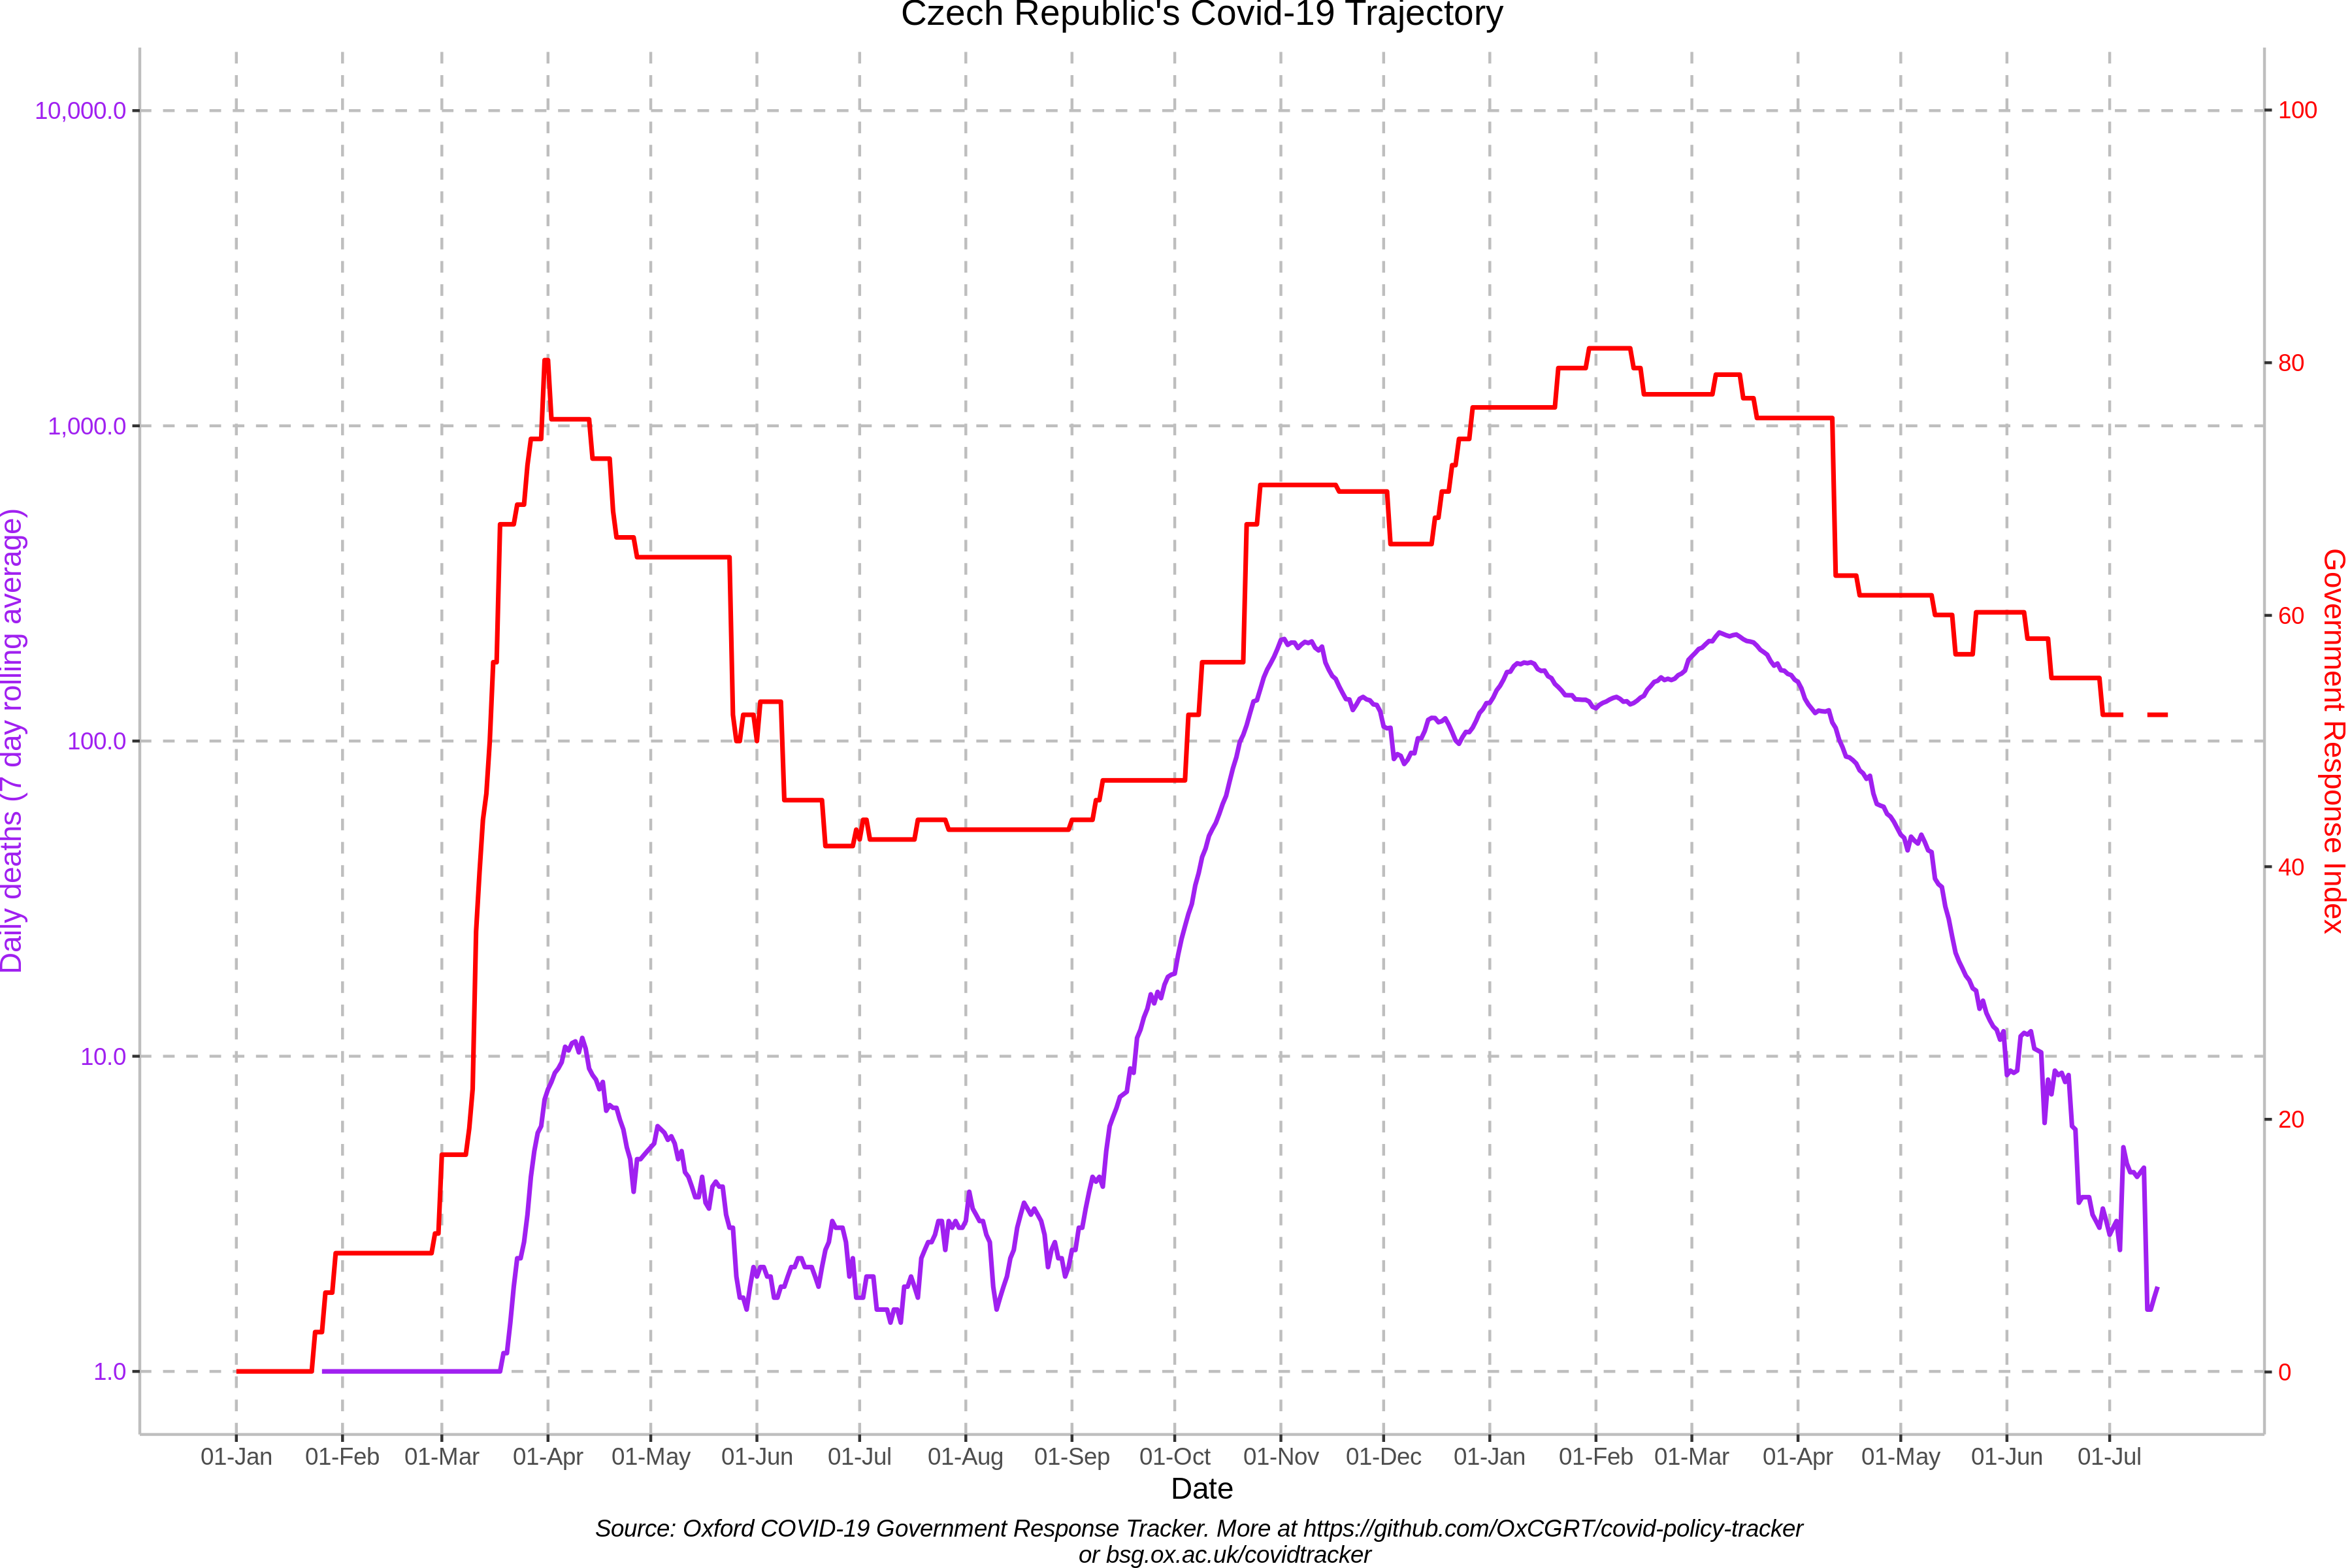 Czech Republic's Covid-19 Trajectory
10,000.0
1,000.0
100.0
10.0
1.0
Daily deaths (7 day rolling average)
100
80
60
40
20
0
Government Response Index
01-Jan 01-Feb 01-Mar 01-Apr 01-May 01-Jun 01-Jul 01-Aug 01-Sep 01-Oct 01-Nov 01-Dec 01-Jan 01-Feb 01-Mar 01-Apr 01-May 01-Jun 01-Jul
Date
Source: Oxford COVID-19 Government Response Tracker. More at https://github.com/OxCGRT/covid-policy-tracker
or bsg.ox.ac.uk/covidtracker